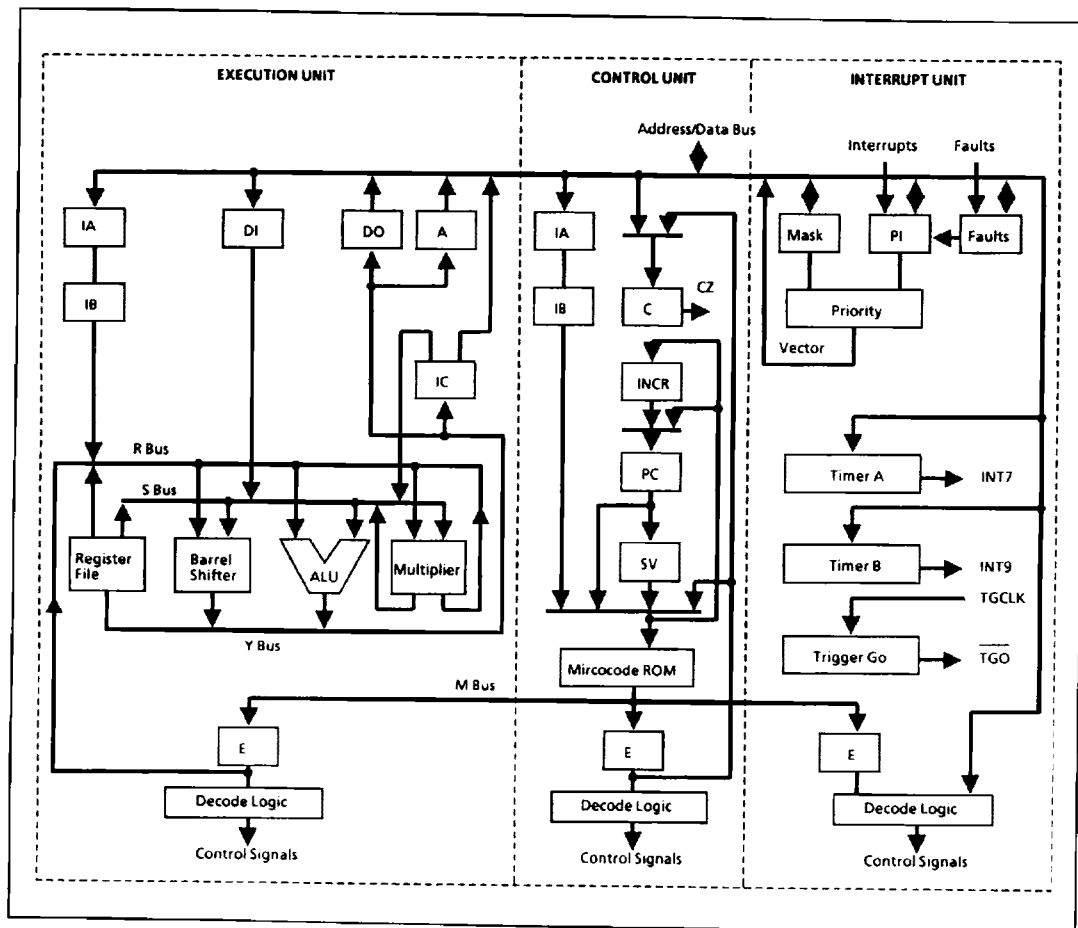 EXECUTION UNIT
CONTROL UNIT
INTERRUPT UNIT
Address/Data Bus
Interrupts
Faults
IA
DI
DO
A
IA
Mask
PI
Faults
IB
IB
C
CZ
Priority
Vector
IC
INCR
R Bus
S Bus
PC
Timer A
INT7
Register
File
Barrel
Shifter
ALU
Multiplier
SV
Timer B
INT9
TGCLK
Y Bus
Mircocode ROM
Trigger Go
TGO
M Bus
E
E
E
Decode Logic
Decode Logic
Decode Logic
Control Signals
Control Signals
Control Signals